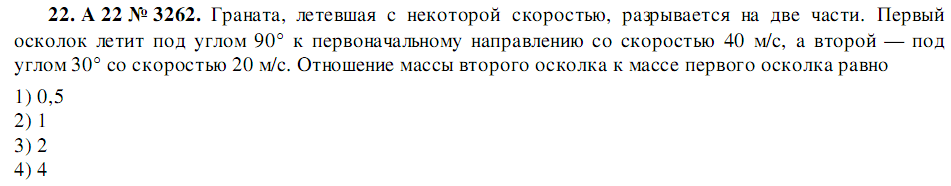 22. А 22 № 3262. Граната, летевшая с некоторой скоростью, разрывается на две части. Первый
осколок летит под углом 90° к первоначальному направлению со скоростью 40 м/с, а второй — под
углом 30° со скоростью 20 м/с. Отношение массы второго осколка к массе первого осколка равно
1) 0,5
2) 1
3) 2
4) 4